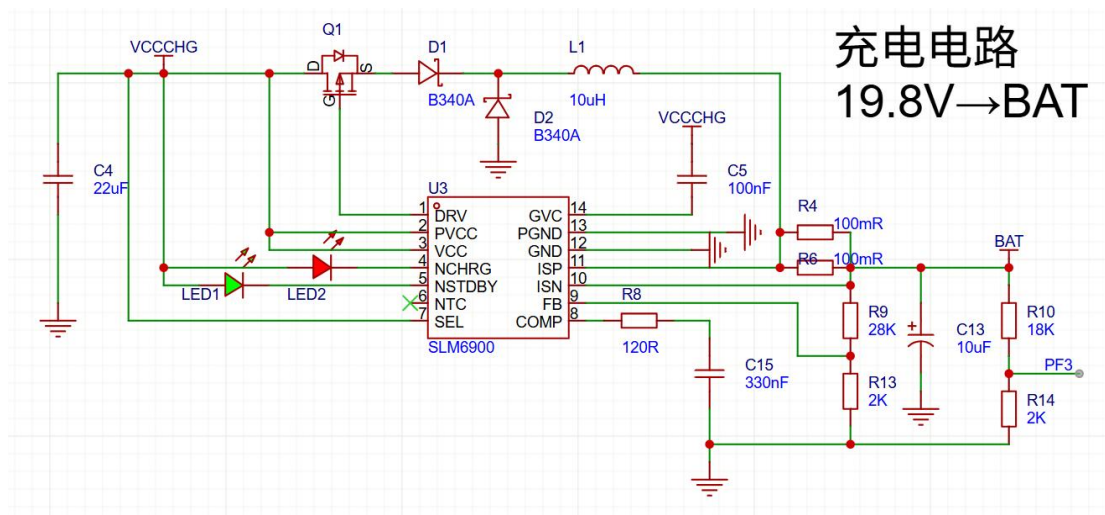 充电电路
19.8V→BAT
VCCCHG
Q1
D
S
G
D1
B340A
D2
B340A
L1
10uH
C4
22uF
VCCCHG
C5
100nF
U3
1 DRV
2 PVCC
3 VCC
4 NCHRG
5 NSTDBY
6 NTC
7 SEL
GVC 14
PGND 13
GND 12
ISP 11
ISN 10
FB 9
COMP 8
SLM6900
LED1
LED2
R4
100mR
R6
100mR
R8
120R
C15
330nF
R9
28K
R13
2K
+
C13
10uF
BAT
R10
18K
PF3
R14
2K